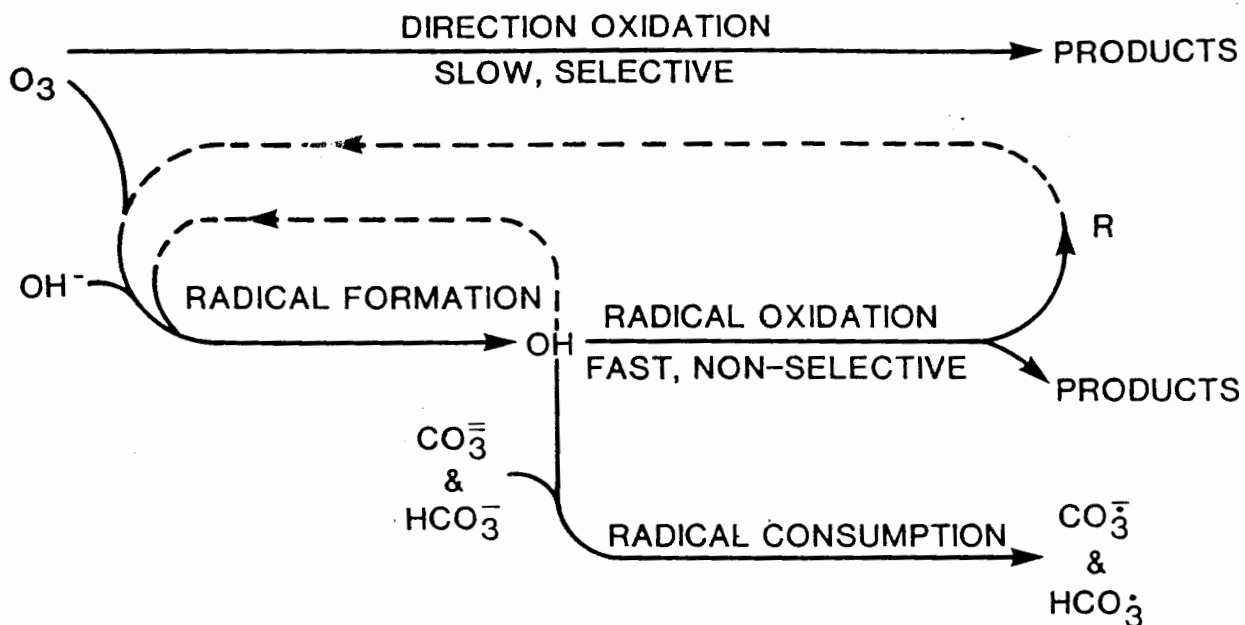 DIRECTION OXIDATION
SLOW, SELECTIVE
PRODUCTS
O₃
OH⁻
RADICAL FORMATION
OH
RADICAL OXIDATION
FAST, NON-SELECTIVE
R
PRODUCTS
CO₃⁼
&
HCO₃⁻
RADICAL CONSUMPTION
CO₃⁻̇
&
HCO₃˙